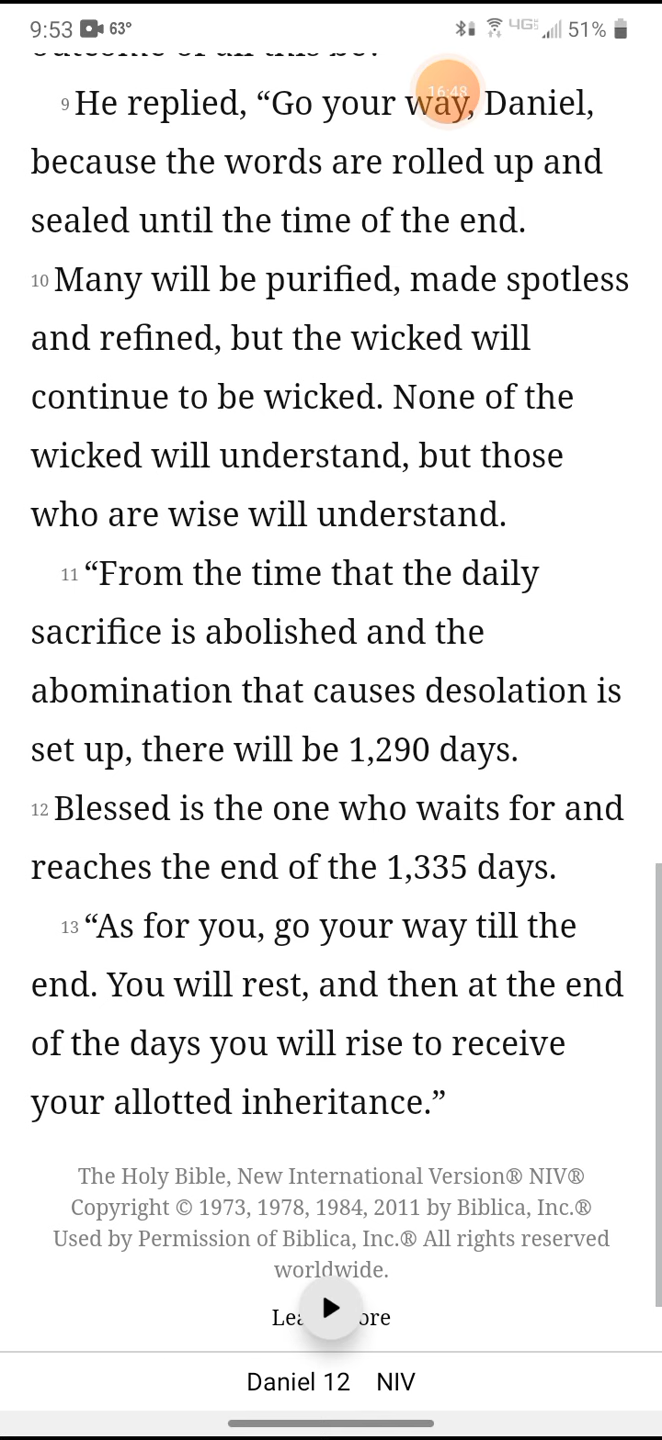 9:53 63° 4G 51%
16:48
9 He replied, “Go your way, Daniel,
because the words are rolled up and
sealed until the time of the end.
10 Many will be purified, made spotless
and refined, but the wicked will
continue to be wicked. None of the
wicked will understand, but those
who are wise will understand.
11 “From the time that the daily
sacrifice is abolished and the
abomination that causes desolation is
set up, there will be 1,290 days.
12 Blessed is the one who waits for and
reaches the end of the 1,335 days.
13 “As for you, go your way till the
end. You will rest, and then at the end
of the days you will rise to receive
your allotted inheritance.”
The Holy Bible, New International Version® NIV®
Copyright © 1973, 1978, 1984, 2011 by Biblica, Inc.®
Used by Permission of Biblica, Inc.® All rights reserved
worldwide.
Daniel 12 NIV